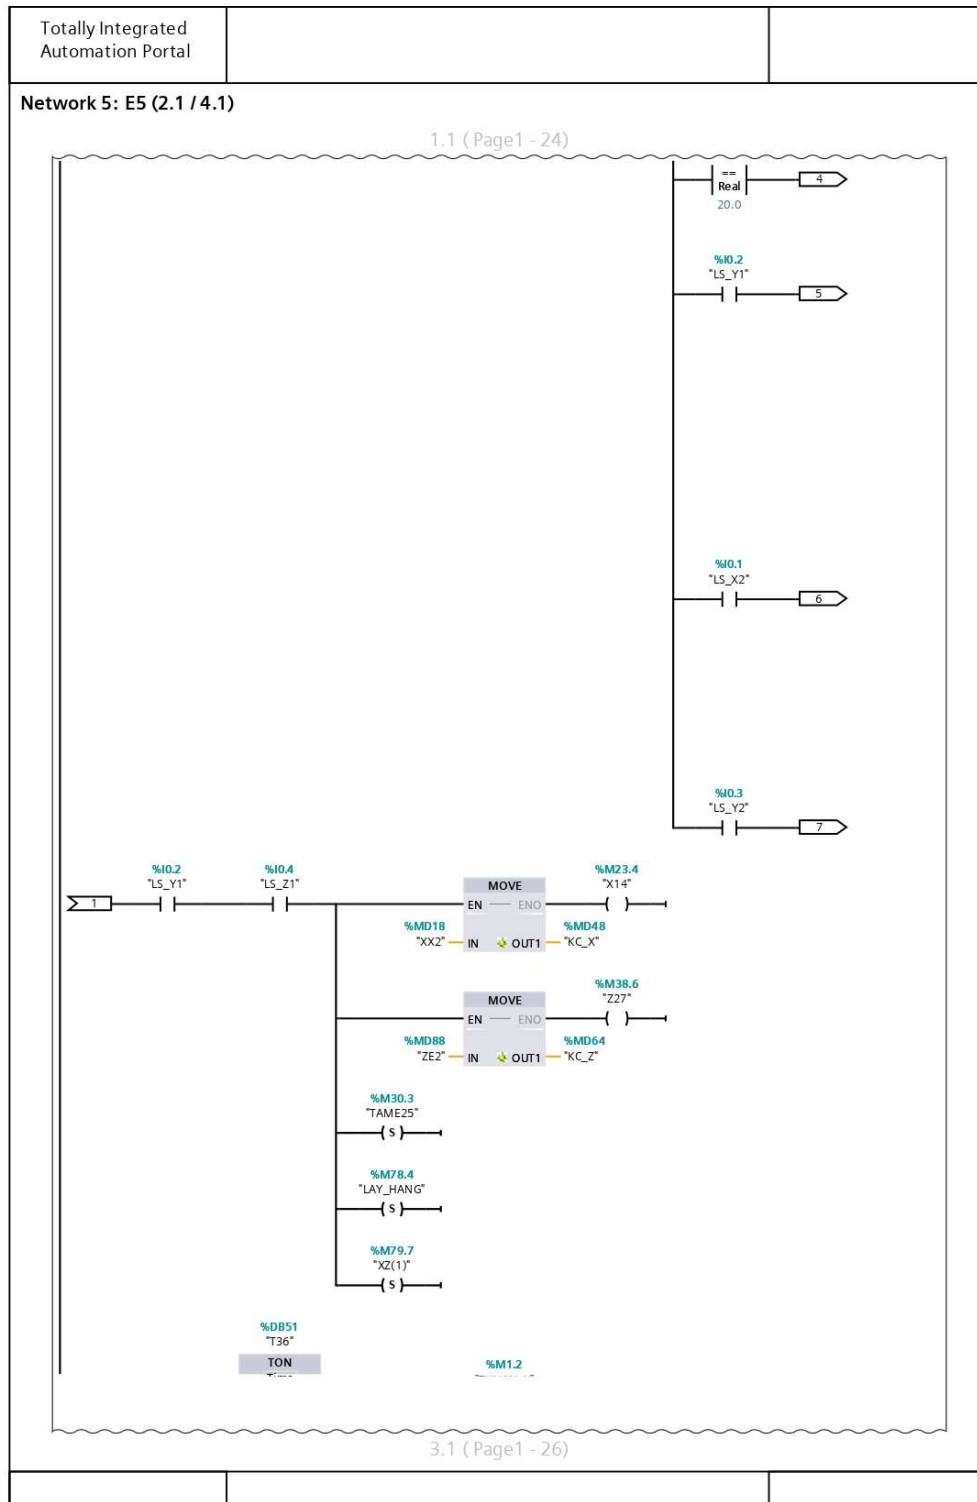 Totally Integrated
Automation Portal
Network 5: E5 (2.1 / 4.1)
1.1 ( Page1 - 24)
==
Real
4
20.0
%I0.2
"LS_Y1"
5
%I0.1
"LS_X2"
6
%I0.3
"LS_Y2"
7
%I0.2
"LS_Y1"
%I0.4
"LS_Z1"
1
MOVE
EN ENO
%M23.4
"X14"
%MD18
"XX2"
IN OUT1
%MD48
"KC_X"
MOVE
EN ENO
%M38.6
"Z27"
%MD88
"ZE2"
IN OUT1
%MD64
"KC_Z"
%M30.3
"TAME25"
S
%M78.4
"LAY_HANG"
S
%M79.7
"XZ(1)"
S
%DB51
"T36"
TON
%M1.2
3.1 ( Page1 - 26)